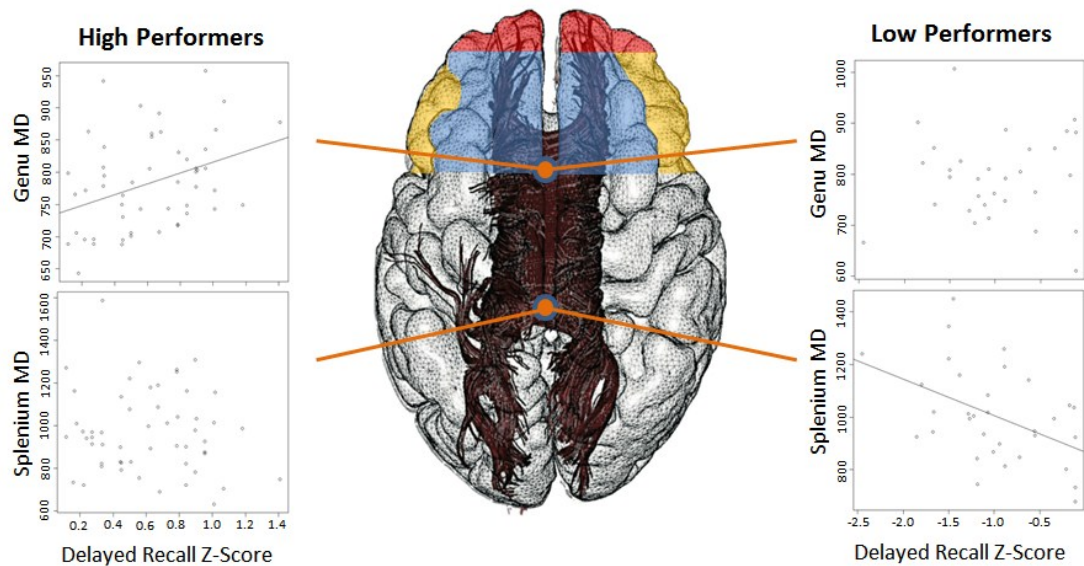 High Performers
Low Performers
Genu MD
950
900
850
800
750
700
650
Genu MD
1000
900
800
700
600
Splenium MD
1600
1400
1200
1000
800
600
0.2 0.4 0.6 0.8 1.0 1.2 1.4
Delayed Recall Z-Score
Splenium MD
1400
1200
1000
800
-2.5 -2.0 -1.5 -1.0 -0.5
Delayed Recall Z-Score